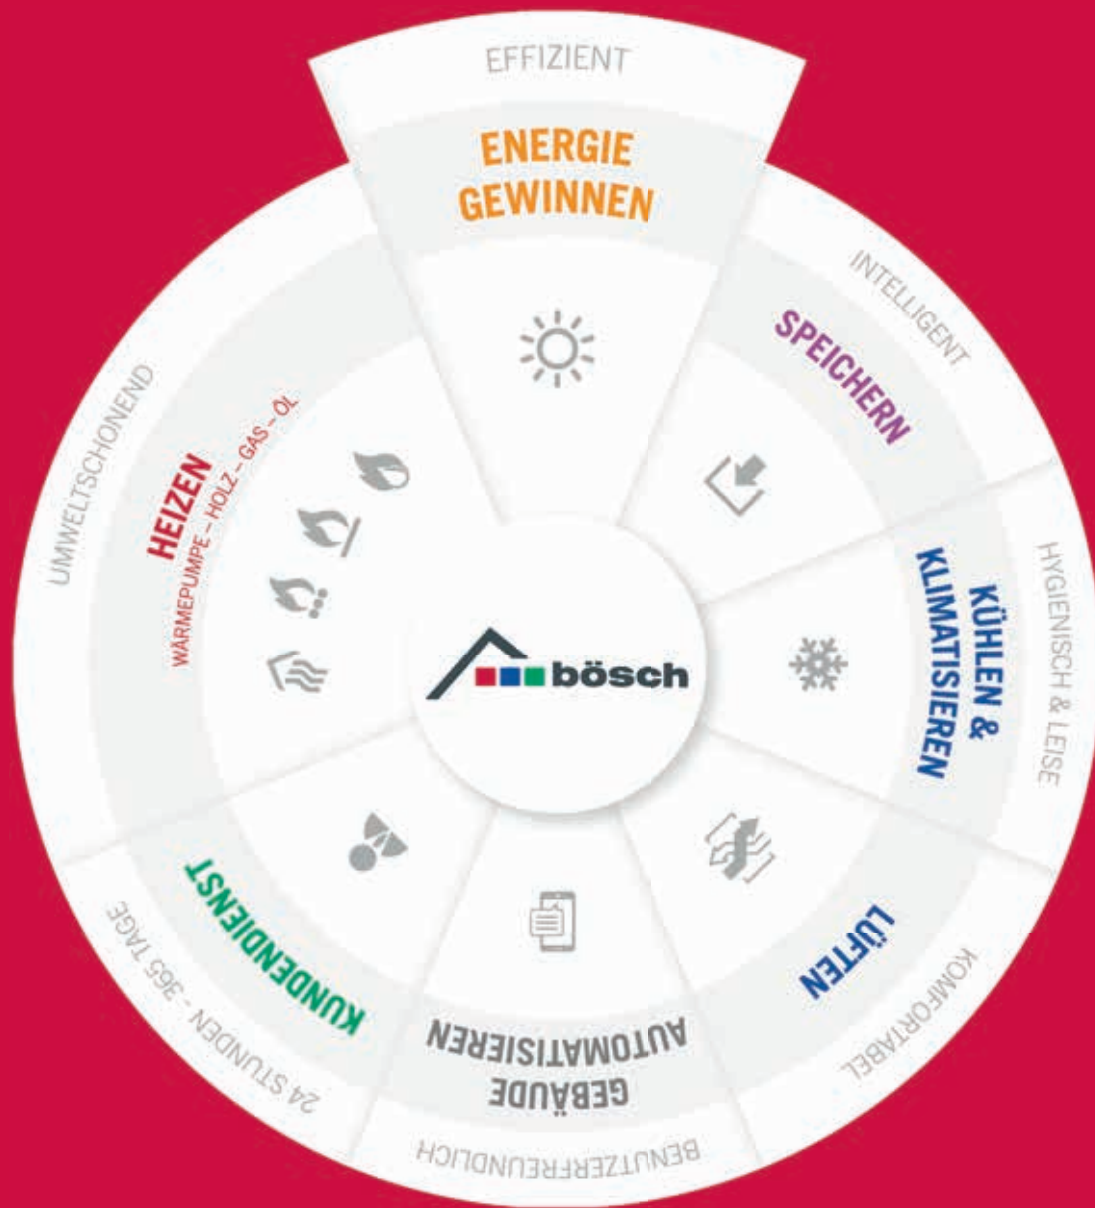 EFFIZIENT
ENERGIE
GEWINNEN
INTELLIGENT
SPEICHERN
HYGIENISCH & LEISE
KÜHLEN &
KLIMATISIEREN
KOMFORTABEL
LÜFTEN
BENUTZERFREUNDLICH
GEBÄUDE
AUTOMATISIEREN
24 STUNDEN - 365 TAGE
KUNDENDIENST
UMWELTSCHONEND
HEIZEN
WÄRMEPUMPE – HOLZ – GAS – ÖL
bösch